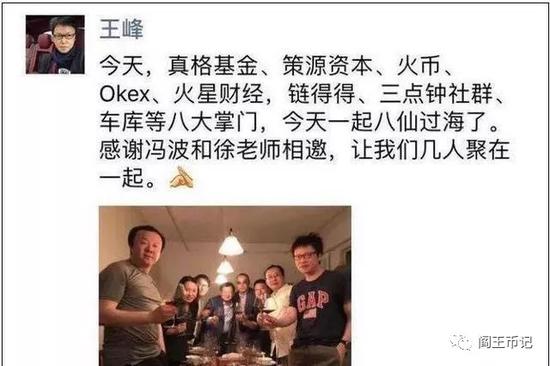 王峰
今天，真格基金、策源资本、火币、
Okex、火星财经，链得得、三点钟社群、
车库等八大掌门，今天一起八仙过海了。
感谢冯波和徐老师相邀，让我们几人聚在
一起。
GAP
阎王币记